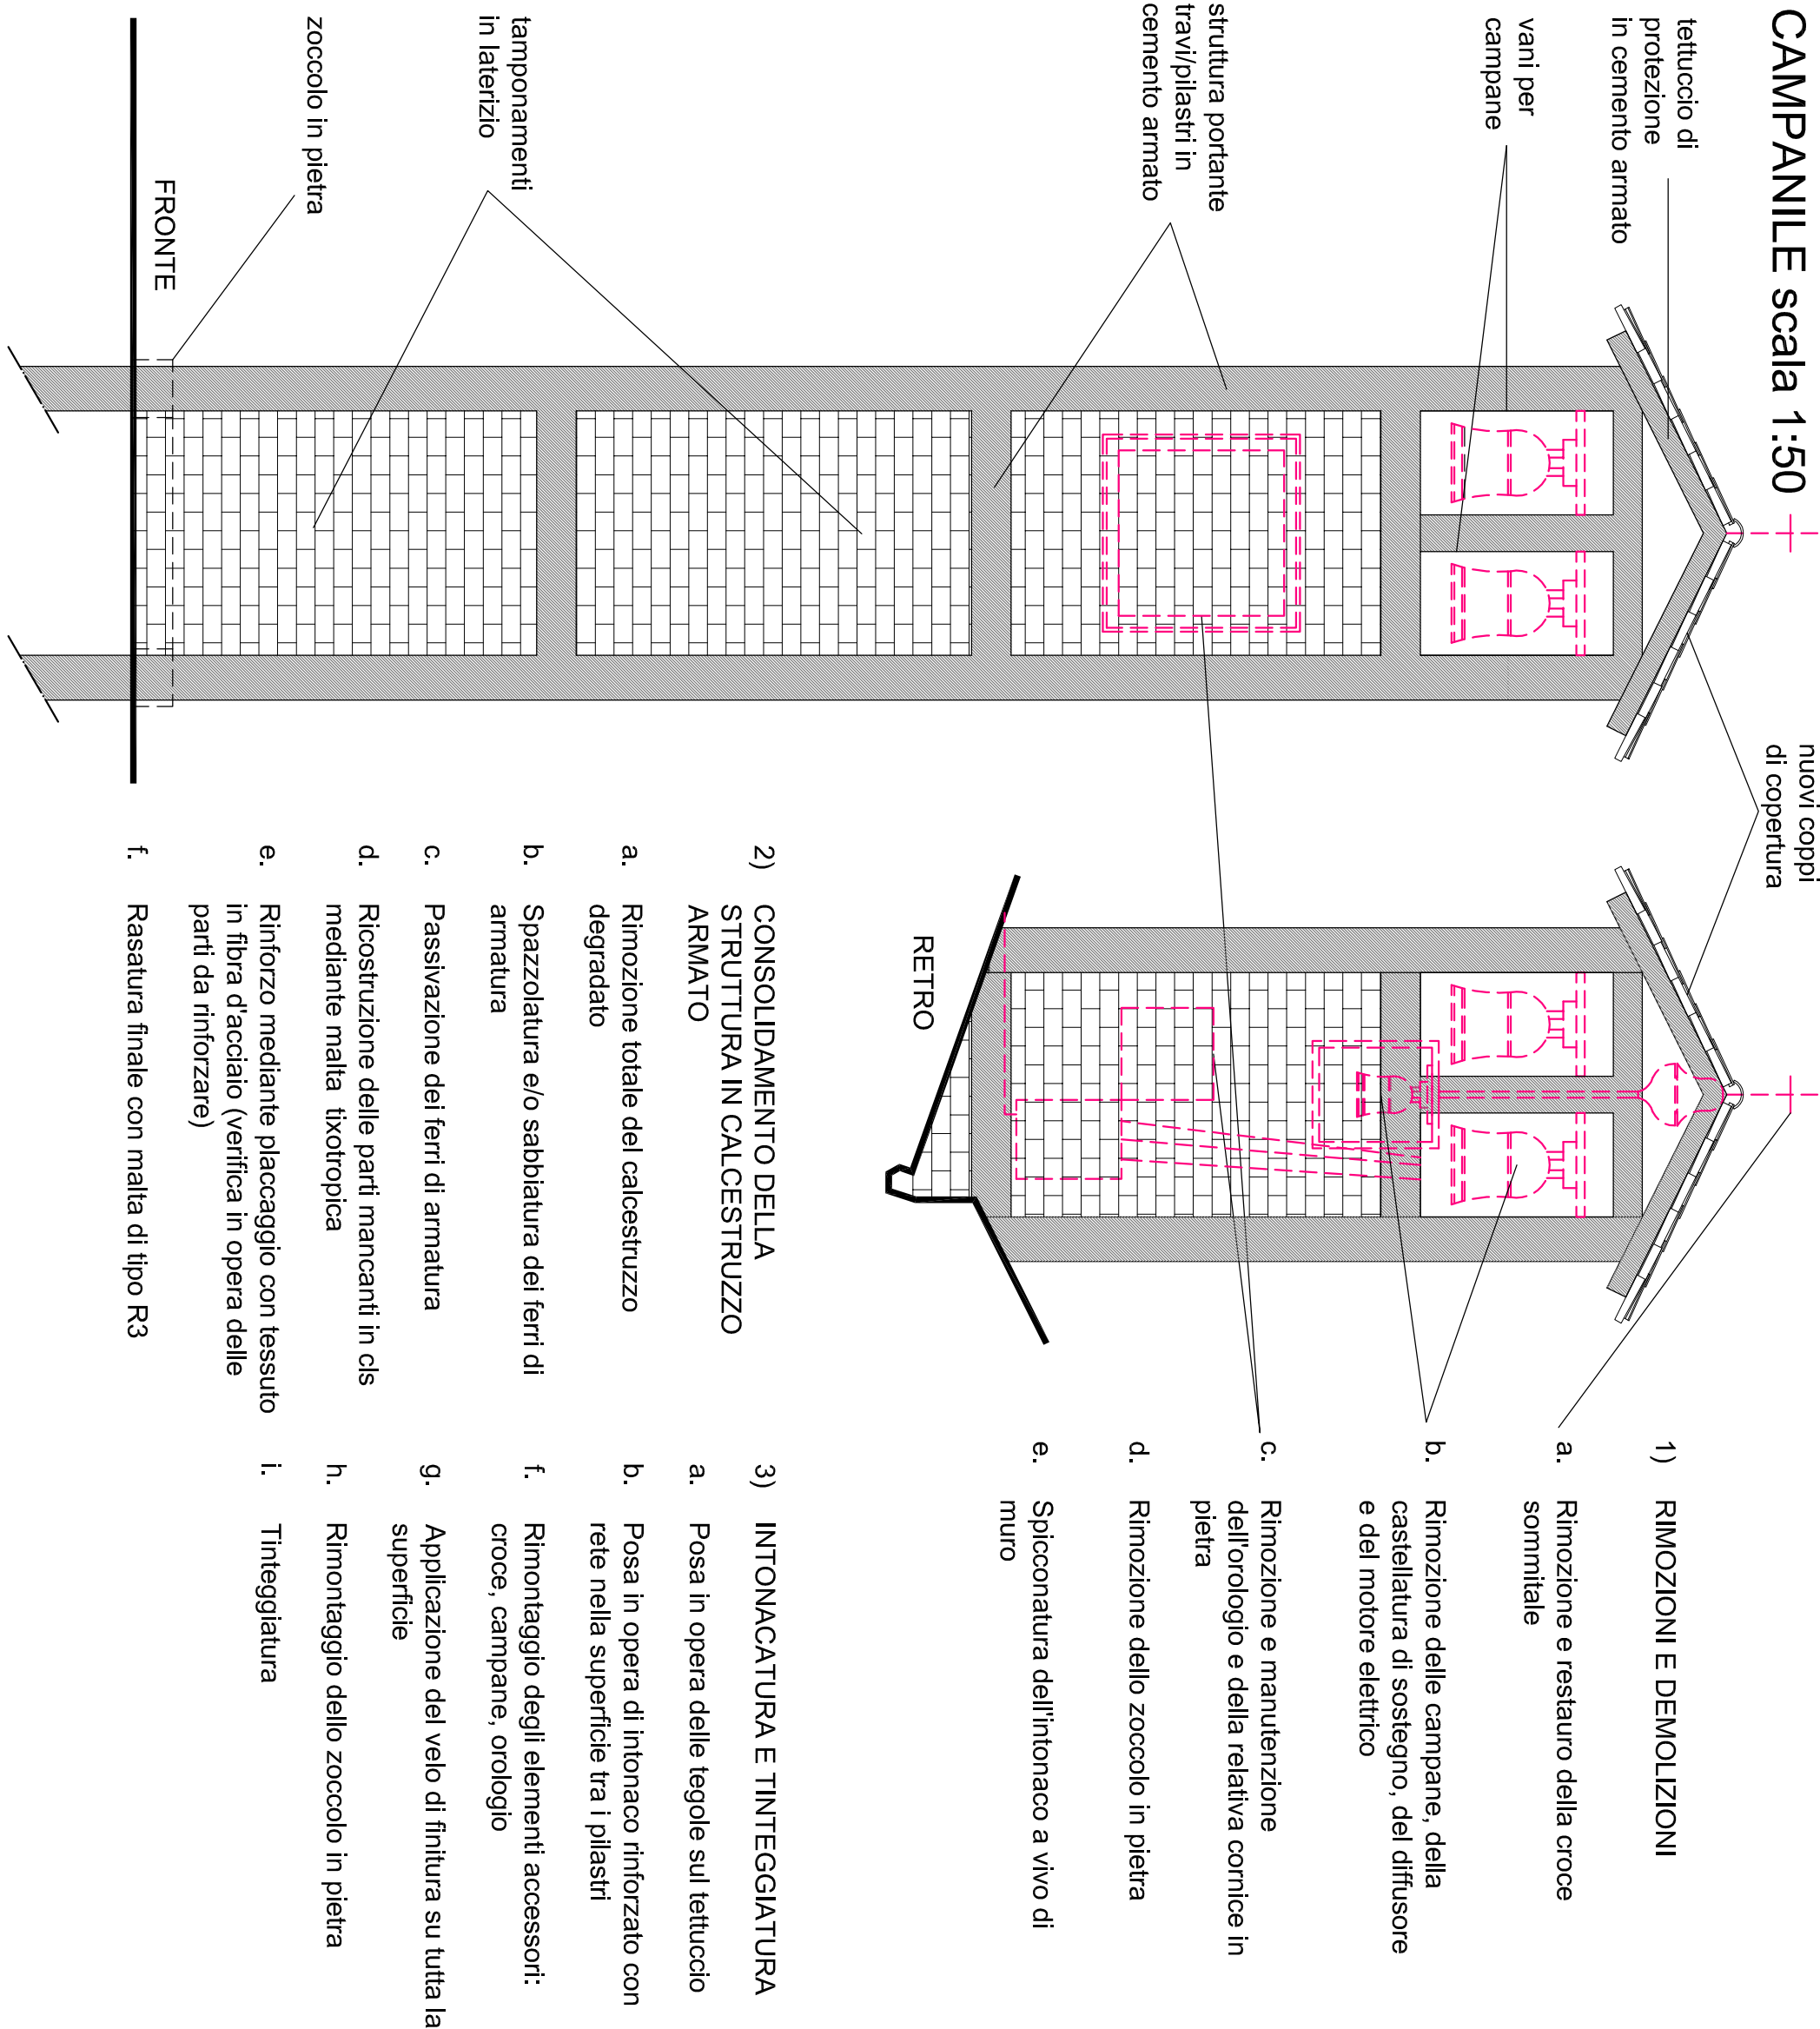 CAMPANILE scala 1:50
tettuccio di
protezione
in cemento armato
vani per
campane
struttura portante
travi/pilastri in
cemento armato
tamponamenti
in laterizio
zoccolo in pietra
FRONTE
nuovi coppi
di copertura
RETRO
1) RIMOZIONI E DEMOLIZIONI
a. Rimozione e restauro della croce
sommitale
b. Rimozione delle campane, della
castellatura di sostegno, del diffusore
e del motore elettrico
c. Rimozione e manutenzione
dell'orologio e della relativa cornice in
pietra
d. Rimozione dello zoccolo in pietra
e. Spicconatura dell'intonaco a vivo di
muro
2) CONSOLIDAMENTO DELLA
STRUTTURA IN CALCESTRUZZO
ARMATO
a. Rimozione totale del calcestruzzo
degradato
b. Spazzolatura e/o sabbiatura dei ferri di
armatura
c. Passivazione dei ferri di armatura
d. Ricostruzione delle parti mancanti in cls
mediante malta tixotropica
e. Rinforzo mediante placcaggio con tessuto
in fibra d'acciaio (verifica in opera delle
parti da rinforzare)
f. Rasatura finale con malta di tipo R3
3) INTONACATURA E TINTEGGIATURA
a. Posa in opera delle tegole sul tettuccio
b. Posa in opera di intonaco rinforzato con
rete nella superficie tra i pilastri
f. Rimontaggio degli elementi accessori:
croce, campane, orologio
g. Applicazione del velo di finitura su tutta la
superficie
h. Rimontaggio dello zoccolo in pietra
i. Tinteggiatura